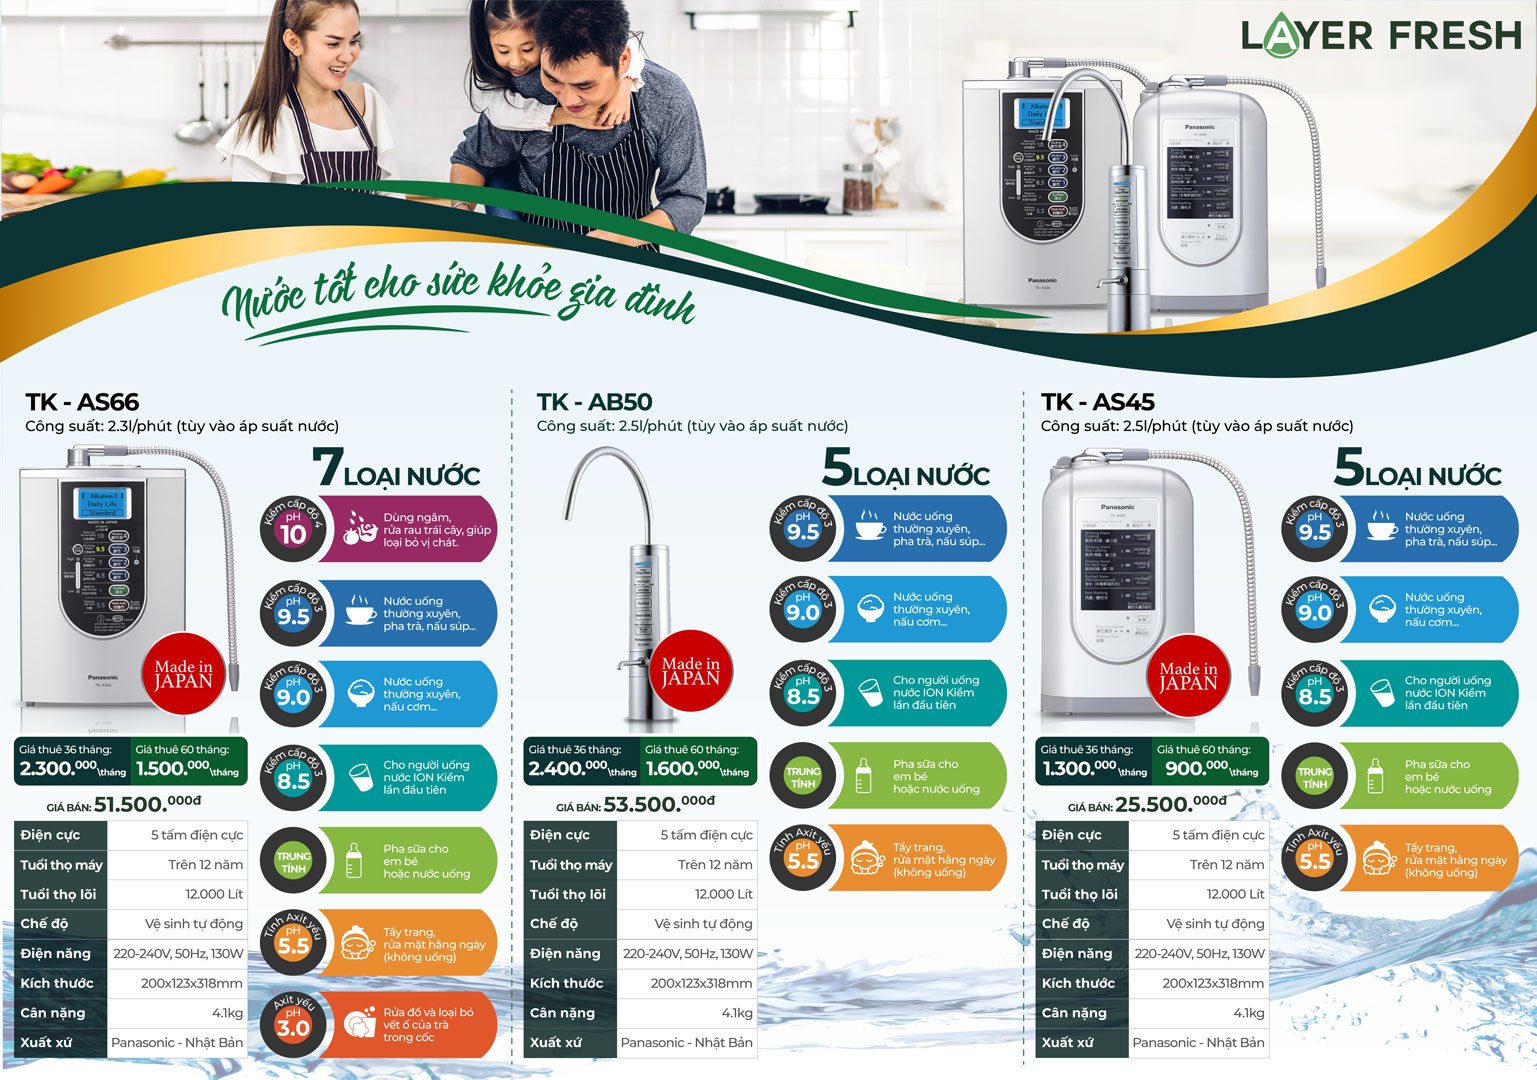 LAYER FRESH
Nước tốt cho sức khỏe gia đình
TK - AS66
Công suất: 2.3l/phút (tùy vào áp suất nước)
7 LOẠI NƯỚC
Kiềm cấp độ 4
pH
10
Dùng ngâm,
rửa rau trái cây, giúp
loại bỏ vị chát.
Kiềm cấp độ 3
pH
9.5
Nước uống
thường xuyên,
pha trà, nấu súp...
Kiềm cấp độ 3
pH
9.0
Nước uống
thường xuyên,
nấu cơm...
Kiềm cấp độ 3
pH
8.5
Cho người uống
nước ION Kiềm
lần đầu tiên
TRUNG
TÍNH
Pha sữa cho
em bé
hoặc nước uống
Tính Axit yếu
pH
5.5
Tẩy trang,
rửa mặt hằng ngày
(không uống)
Axit yếu
pH
3.0
Rửa đồ và loại bỏ
vết ố của trà
trong cốc
Alkaline 3
Daily Life
Standard
Panasonic
TK-AS66
Made in
JAPAN
Giá thuê 36 tháng:
2.300.000\tháng
Giá thuê 60 tháng:
1.500.000\tháng
GIÁ BÁN: 51.500.000đ
Điện cực 5 tấm điện cực
Tuổi thọ máy Trên 12 năm
Tuổi thọ lõi 12.000 Lít
Chế độ Vệ sinh tự động
Điện năng 220-240V, 50Hz, 130W
Kích thước 200x123x318mm
Cân nặng 4.1kg
Xuất xứ Panasonic - Nhật Bản
TK - AB50
Công suất: 2.5l/phút (tùy vào áp suất nước)
5 LOẠI NƯỚC
Kiềm cấp độ 3
pH
9.5
Nước uống
thường xuyên,
pha trà, nấu súp...
Kiềm cấp độ 3
pH
9.0
Nước uống
thường xuyên,
nấu cơm...
Kiềm cấp độ 3
pH
8.5
Cho người uống
nước ION Kiềm
lần đầu tiên
TRUNG
TÍNH
Pha sữa cho
em bé
hoặc nước uống
Tính Axit yếu
pH
5.5
Tẩy trang,
rửa mặt hằng ngày
(không uống)
Panasonic
Made in
JAPAN
Giá thuê 36 tháng:
2.400.000\tháng
Giá thuê 60 tháng:
1.600.000\tháng
GIÁ BÁN: 53.500.000đ
Điện cực 5 tấm điện cực
Tuổi thọ máy Trên 12 năm
Tuổi thọ lõi 12.000 Lít
Chế độ Vệ sinh tự động
Điện năng 220-240V, 50Hz, 130W
Kích thước 200x123x318mm
Cân nặng 4.1kg
Xuất xứ Panasonic - Nhật Bản
TK - AS45
Công suất: 2.5l/phút (tùy vào áp suất nước)
5 LOẠI NƯỚC
Kiềm cấp độ 3
pH
9.5
Nước uống
thường xuyên,
pha trà, nấu súp...
Kiềm cấp độ 3
pH
9.0
Nước uống
thường xuyên,
nấu cơm...
Kiềm cấp độ 3
pH
8.5
Cho người uống
nước ION Kiềm
lần đầu tiên
TRUNG
TÍNH
Pha sữa cho
em bé
hoặc nước uống
Tính Axit yếu
pH
5.5
Tẩy trang,
rửa mặt hằng ngày
(không uống)
Panasonic
Made in
JAPAN
Giá thuê 36 tháng:
1.300.000\tháng
Giá thuê 60 tháng:
900.000\tháng
GIÁ BÁN: 25.500.000đ
Điện cực 5 tấm điện cực
Tuổi thọ máy Trên 12 năm
Tuổi thọ lõi 12.000 Lít
Chế độ Vệ sinh tự động
Điện năng 220-240V, 50Hz, 130W
Kích thước 200x123x318mm
Cân nặng 4.1kg
Xuất xứ Panasonic - Nhật Bản